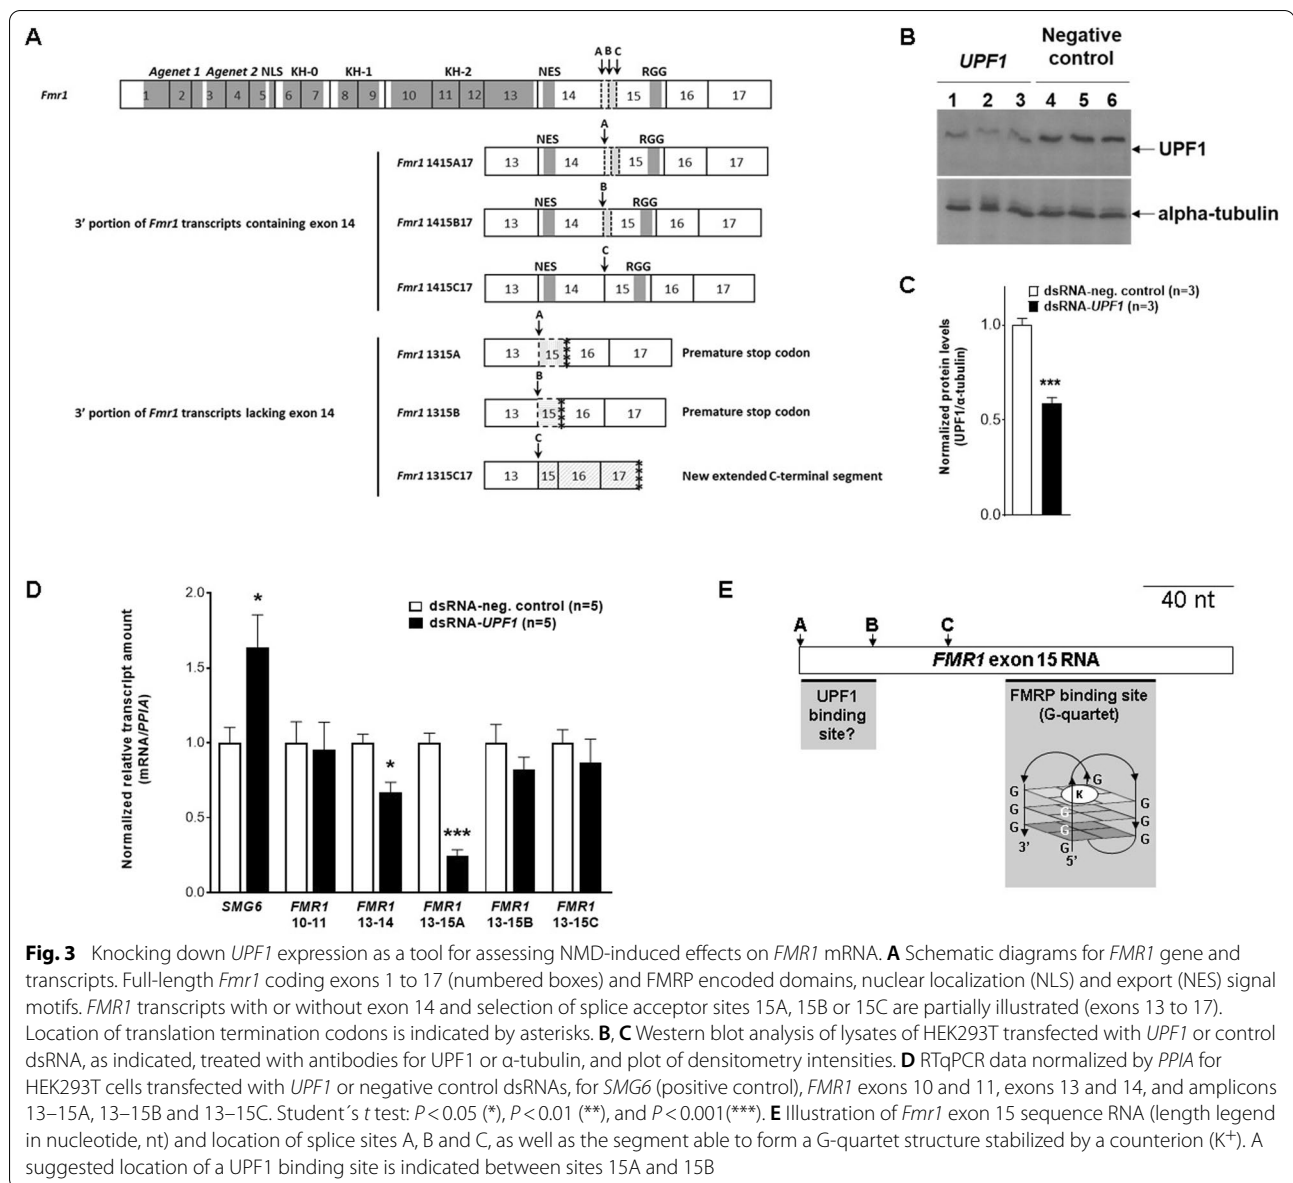 A
A B C
Agenet 1 Agenet 2 NLS KH-0 KH-1 KH-2 NES RGG
Fmr1 1 2 3 4 5 6 7 8 9 10 11 12 13 14 15 16 17
A
NES RGG
Fmr1 1415A17 13 14 15 16 17
B
NES RGG
3' portion of Fmr1 transcripts containing exon 14
Fmr1 1415B17 13 14 15 16 17
C
NES RGG
Fmr1 1415C17 13 14 15 16 17
A
Fmr1 1315A 13 15 16 17 Premature stop codon
B
3' portion of Fmr1 transcripts lacking exon 14
Fmr1 1315B 13 15 16 17 Premature stop codon
C
Fmr1 1315C17 13 15 16 17 New extended C-terminal segment
B
UPF1
Negative
control
1 2 3 4 5 6
UPF1
alpha-tubulin
C
dsRNA-neg. control (n=3)
dsRNA-UPF1 (n=3)
Normalized protein levels
(UPF1/α-tubulin)
1.0
0.5
0.0
***
D
Normalized relative transcript amount
(mRNA/PPIA)
2.0
1.5
1.0
0.5
0.0
dsRNA-neg. control (n=5)
dsRNA-UPF1 (n=5)
*
*
***
SMG6 FMR1 FMR1 FMR1 FMR1 FMR1
10-11 13-14 13-15A 13-15B 13-15C
E
40 nt
A B C
FMR1 exon 15 RNA
UPF1
binding
site?
FMRP binding site
(G-quartet)
G
K
G G
G G G
G G G
G
3' 5'
Fig. 3 Knocking down UPF1 expression as a tool for assessing NMD-induced effects on FMR1 mRNA. A Schematic diagrams for FMR1 gene and
transcripts. Full-length Fmr1 coding exons 1 to 17 (numbered boxes) and FMRP encoded domains, nuclear localization (NLS) and export (NES) signal
motifs. FMR1 transcripts with or without exon 14 and selection of splice acceptor sites 15A, 15B or 15C are partially illustrated (exons 13 to 17).
Location of translation termination codons is indicated by asterisks. B, C Western blot analysis of lysates of HEK293T transfected with UPF1 or control
dsRNA, as indicated, treated with antibodies for UPF1 or α-tubulin, and plot of densitometry intensities. D RTqPCR data normalized by PPIA for
HEK293T cells transfected with UPF1 or negative control dsRNAs, for SMG6 (positive control), FMR1 exons 10 and 11, exons 13 and 14, and amplicons
13–15A, 13–15B and 13–15C. Student´s t test: P < 0.05 (*), P < 0.01 (**), and P < 0.001(***). E Illustration of Fmr1 exon 15 sequence RNA (length legend
in nucleotide, nt) and location of splice sites A, B and C, as well as the segment able to form a G-quartet structure stabilized by a counterion (K+). A
suggested location of a UPF1 binding site is indicated between sites 15A and 15B